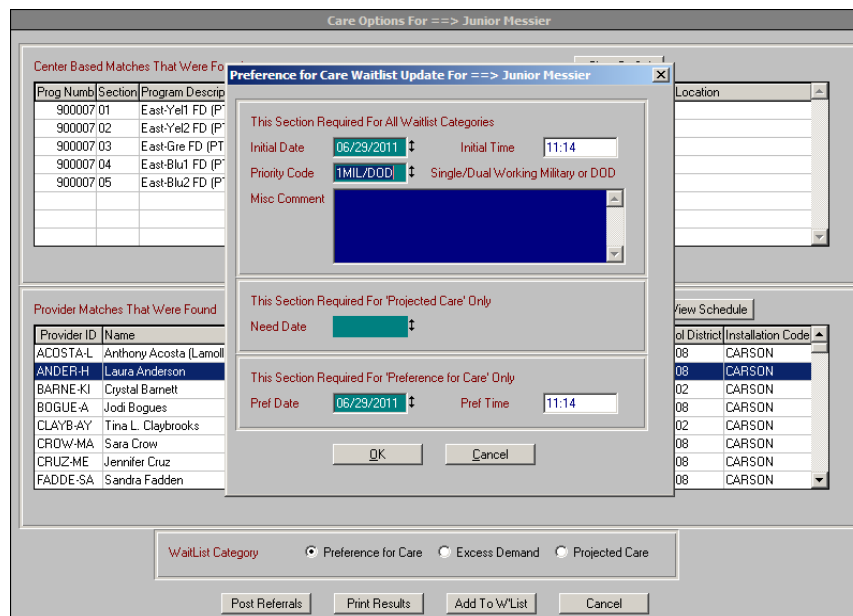 Care Options For ==> Junior Messier
Center Based Matches That Were
Preference for Care Waitlist Update For ==> Junior Messier
Prog Numb Section Program Descrip Location
900007 01 East-Yel1 FD (PT
900007 02 East-Yel2 FD (PT
900007 03 East-Gre FD (PT
900007 04 East-Blu1 FD (PT
900007 05 East-Blu2 FD (PT
This Section Required For All Waitlist Categories
Initial Date 06/29/2011 Initial Time 11:14
Priority Code 1MIL/DOD Single/Dual Working Military or DOD
Misc Comment
This Section Required For 'Projected Care' Only
Need Date
This Section Required For 'Preference for Care' Only
Pref Date 06/29/2011 Pref Time 11:14
OK Cancel
Provider Matches That Were Found View Schedule
Provider ID Name ol District Installation Code
ACOSTA-L Anthony Acosta (Lamoll 08 CARSON
ANDER-H Laura Anderson 08 CARSON
BARNE-KI Crystal Barnett 02 CARSON
BOGUE-A Jodi Bogues 08 CARSON
CLAYB-AY Tina L. Claybrooks 02 CARSON
CROW-MA Sara Crow 08 CARSON
CRUZ-ME Jennifer Cruz 08 CARSON
FADDE-SA Sandra Fadden 08 CARSON
WaitList Category Preference for Care Excess Demand Projected Care
Post Referrals Print Results Add To W'List Cancel